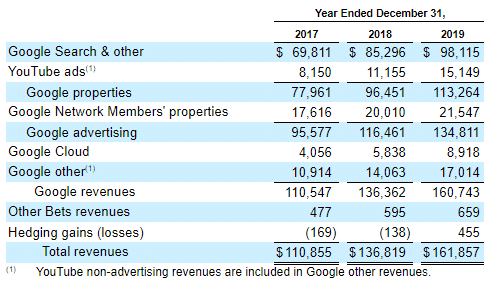 Year Ended December 31,
2017 2018 2019
Google Search & other $ 69,811 $ 85,296 $ 98,115
YouTube ads(1) 8,150 11,155 15,149
Google properties 77,961 96,451 113,264
Google Network Members' properties 17,616 20,010 21,547
Google advertising 95,577 116,461 134,811
Google Cloud 4,056 5,838 8,918
Google other(1) 10,914 14,063 17,014
Google revenues 110,547 136,362 160,743
Other Bets revenues 477 595 659
Hedging gains (losses) (169) (138) 455
Total revenues $110,855 $136,819 $161,857
(1) YouTube non-advertising revenues are included in Google other revenues.